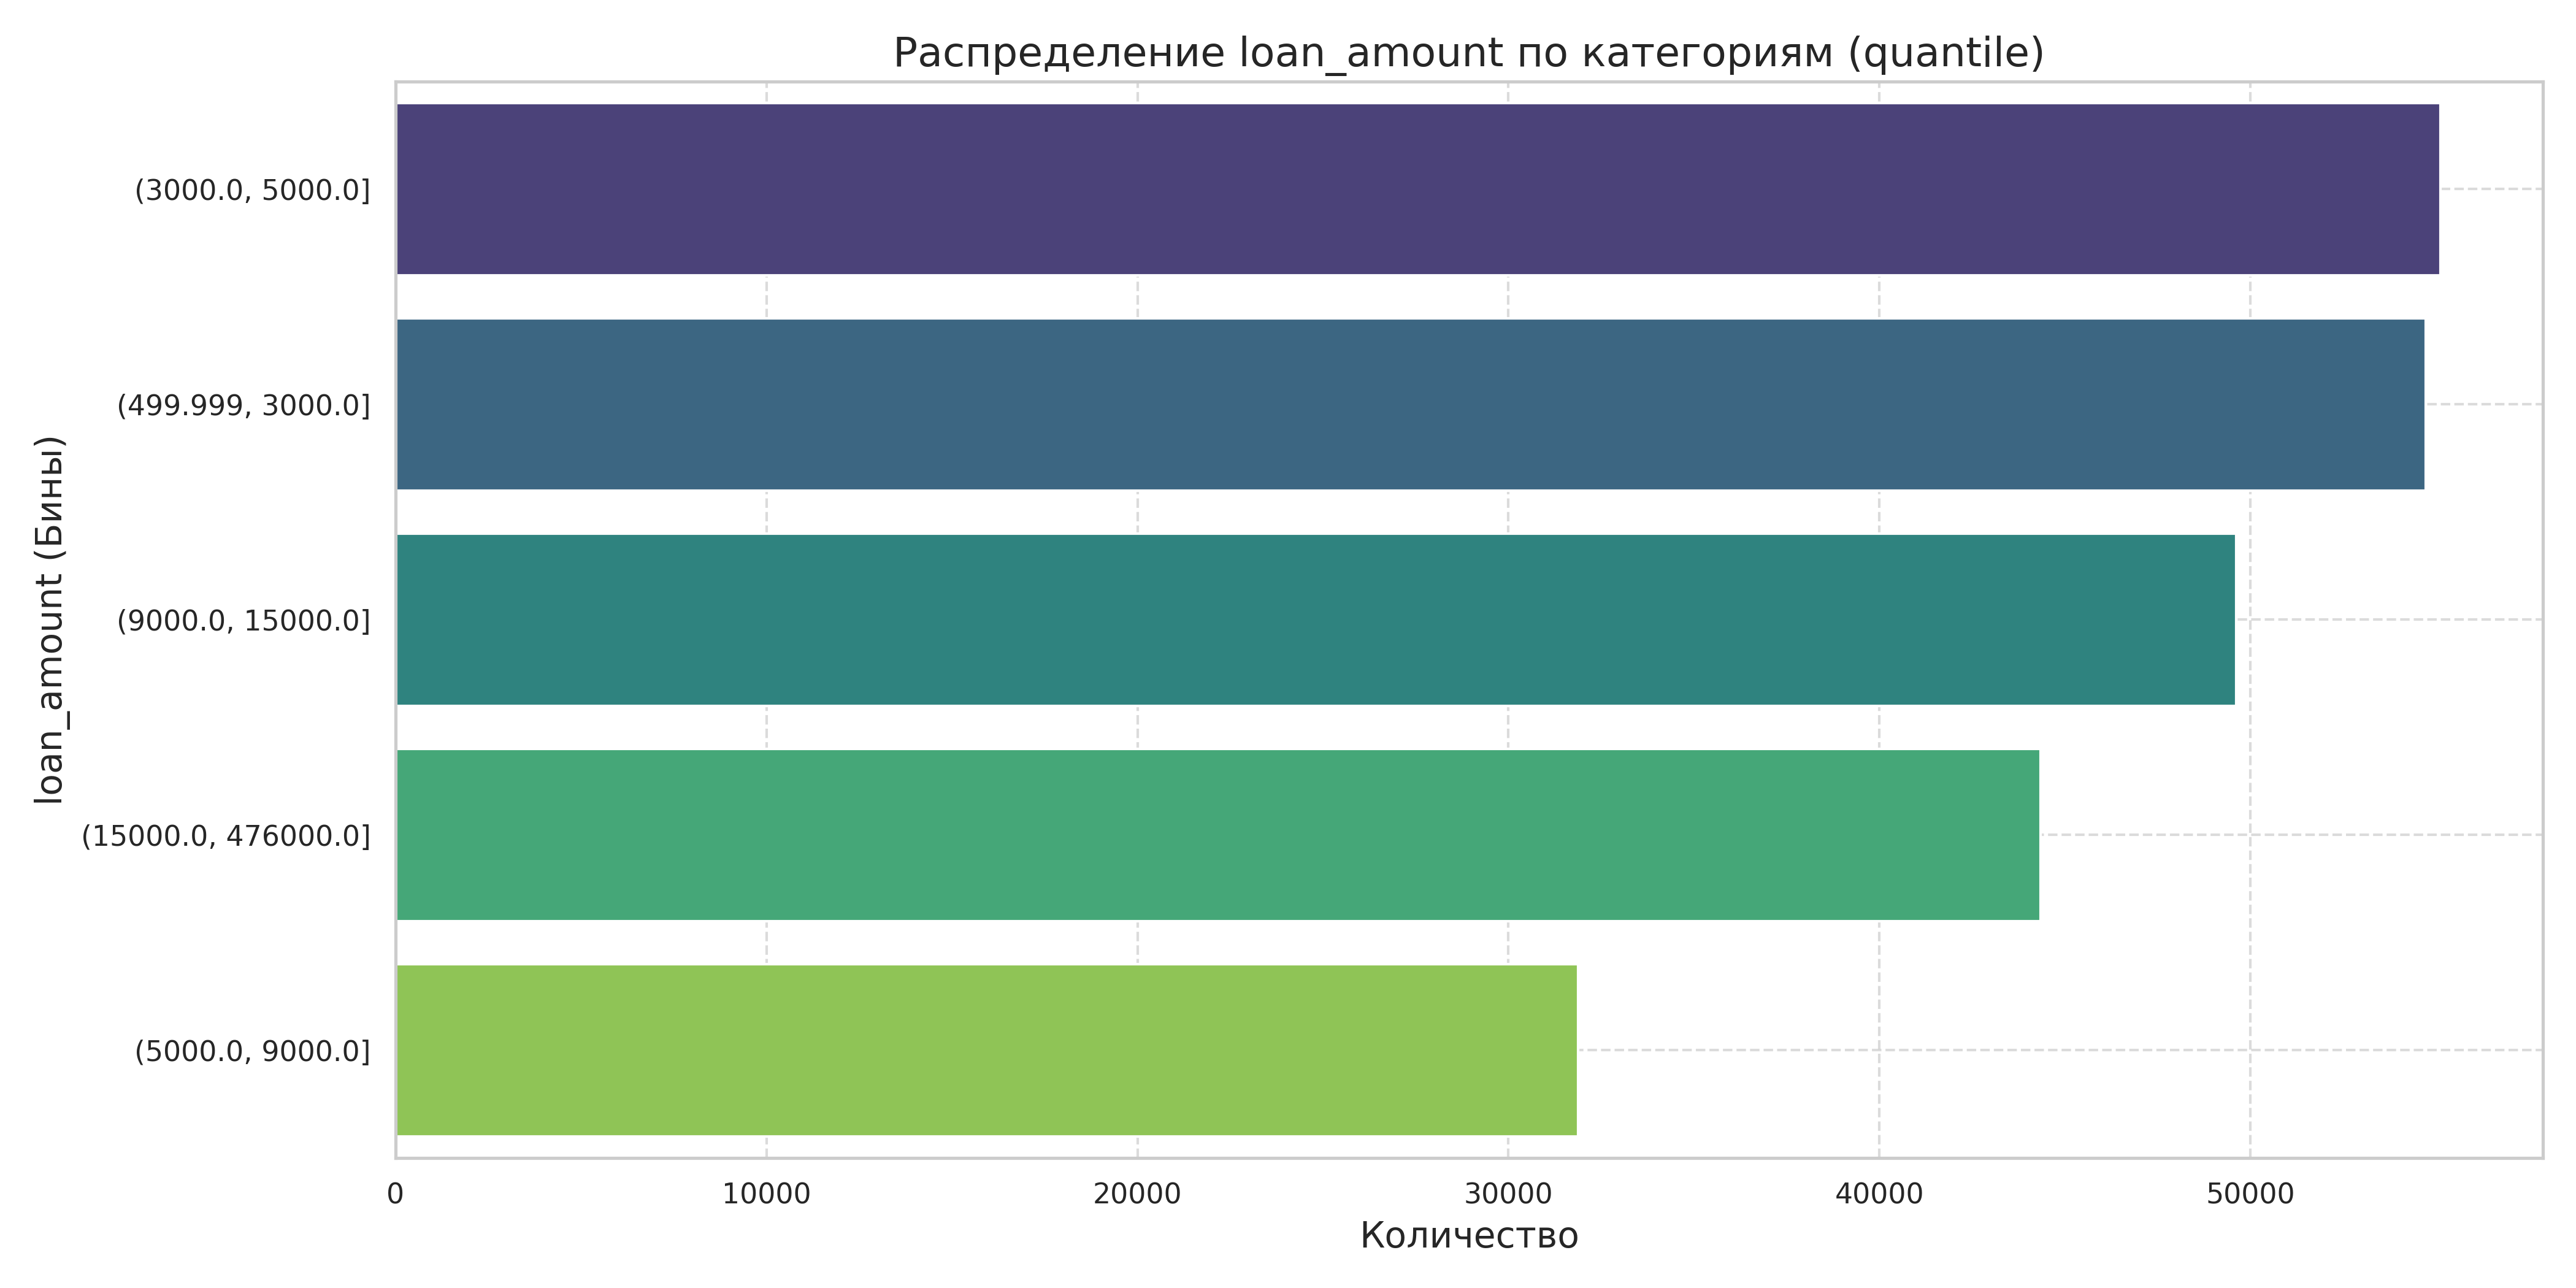 Распределение loan_amount по категориям (quantile)
loan_amount (Бины)
(3000.0, 5000.0]
(499.999, 3000.0]
(9000.0, 15000.0]
(15000.0, 476000.0]
(5000.0, 9000.0]
0 10000 20000 30000 40000 50000
Количество